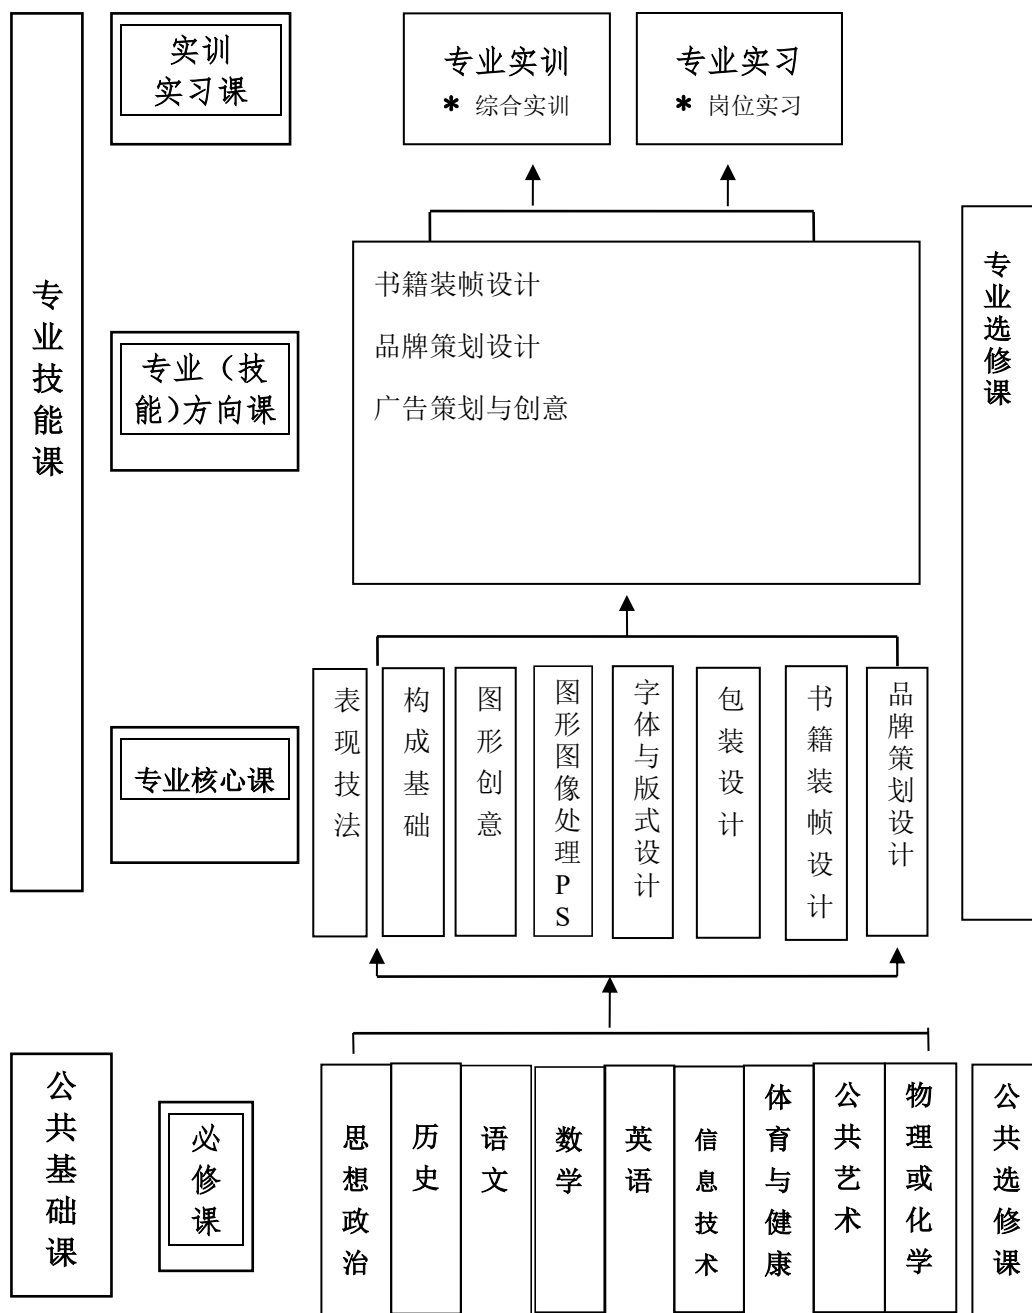 实训
实习课
专业实训
* 综合实训
专业实习
* 岗位实习
专业技能课
专业（技
能）方向课
书籍装帧设计
品牌策划设计
广告策划与创意
专业选修课
专业核心课
表现技法
构成基础
图形创意
图形图像处理PS
字体与版式设计
包装设计
书籍装帧设计
品牌策划设计
公共基础课
必修课
思想政治
历史
语文
数学
英语
信息技术
体育与健康
公共艺术
物理或化学
公共选修课